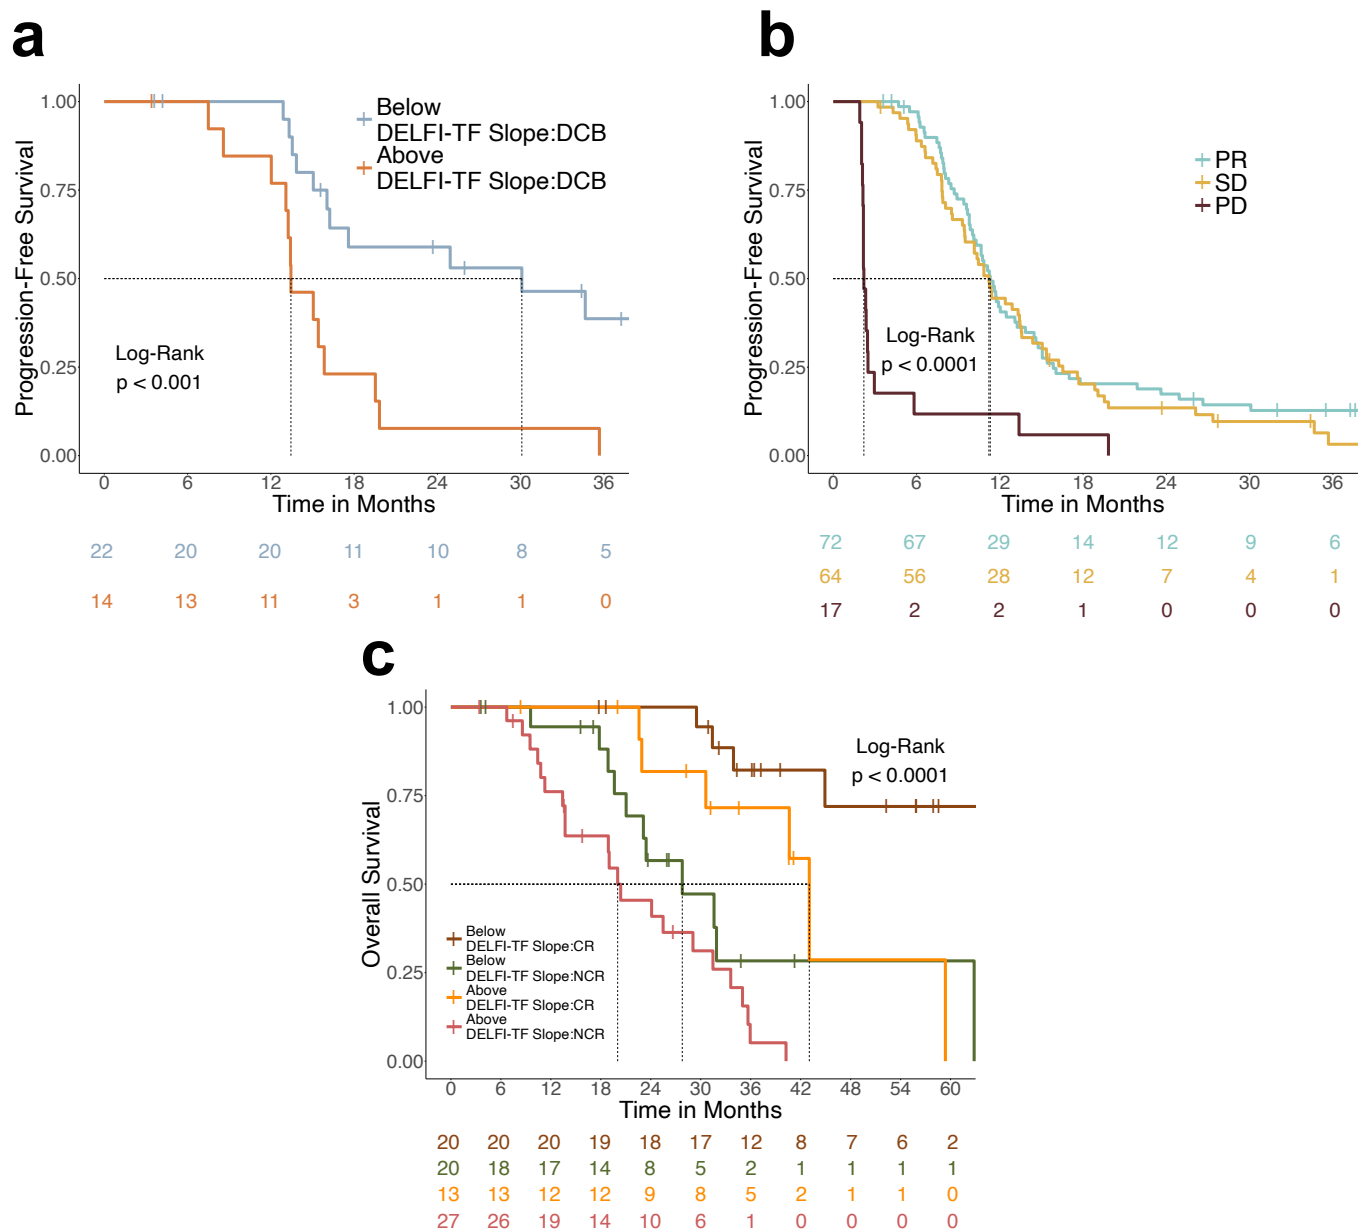 a
1.00
0.75
0.50
0.25
0.00
Progression-Free Survival
Below
DELFI-TF Slope:DCB
Above
DELFI-TF Slope:DCB
Log-Rank
p < 0.001
0 6 12 18 24 30 36
Time in Months
22 20 20 11 10 8 5
14 13 11 3 1 1 0
b
1.00
0.75
0.50
0.25
0.00
Progression-Free Survival
PR
SD
PD
Log-Rank
p < 0.0001
0 6 12 18 24 30 36
Time in Months
72 67 29 14 12 9 6
64 56 28 12 7 4 1
17 2 2 1 0 0 0
c
1.00
0.75
0.50
0.25
0.00
Overall Survival
Log-Rank
p < 0.0001
Below
DELFI-TF Slope:CR
Below
DELFI-TF Slope:NCR
Above
DELFI-TF Slope:CR
Above
DELFI-TF Slope:NCR
0 6 12 18 24 30 36 42 48 54 60
Time in Months
20 20 20 19 18 17 12 8 7 6 2
20 18 17 14 8 5 2 1 1 1 1
13 13 12 12 9 8 5 2 1 1 0
27 26 19 14 10 6 1 0 0 0 0